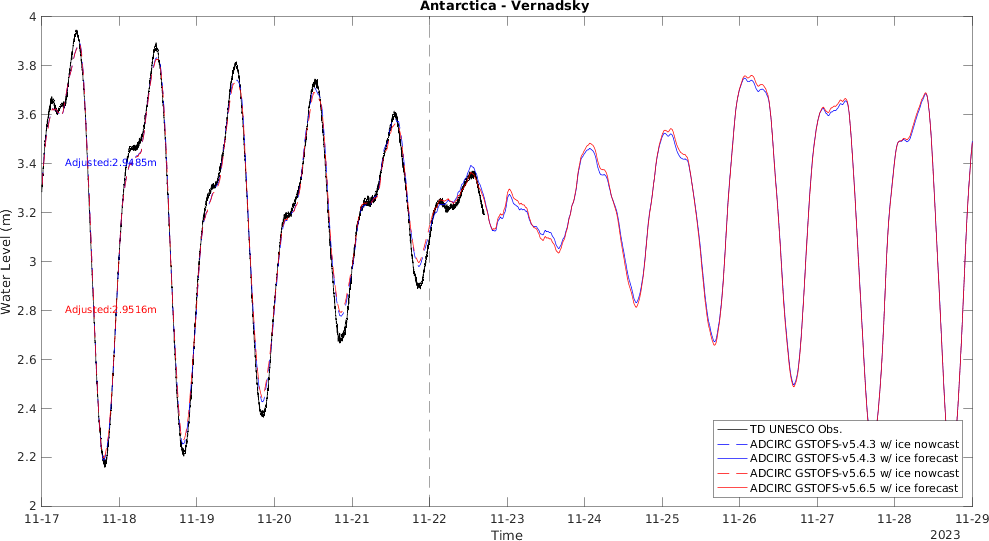 Antarctica - Vernadsky
Water Level (m)
4
3.8
3.6
3.4
3.2
3
2.8
2.6
2.4
2.2
2
Adjusted:2.9485m
Adjusted:2.9516m
TD UNESCO Obs.
ADCIRC GSTOFS-v5.4.3 w/ ice nowcast
ADCIRC GSTOFS-v5.4.3 w/ ice forecast
ADCIRC GSTOFS-v5.6.5 w/ ice nowcast
ADCIRC GSTOFS-v5.6.5 w/ ice forecast
11-17 11-18 11-19 11-20 11-21 11-22 11-23 11-24 11-25 11-26 11-27 11-28 11-29
Time
2023